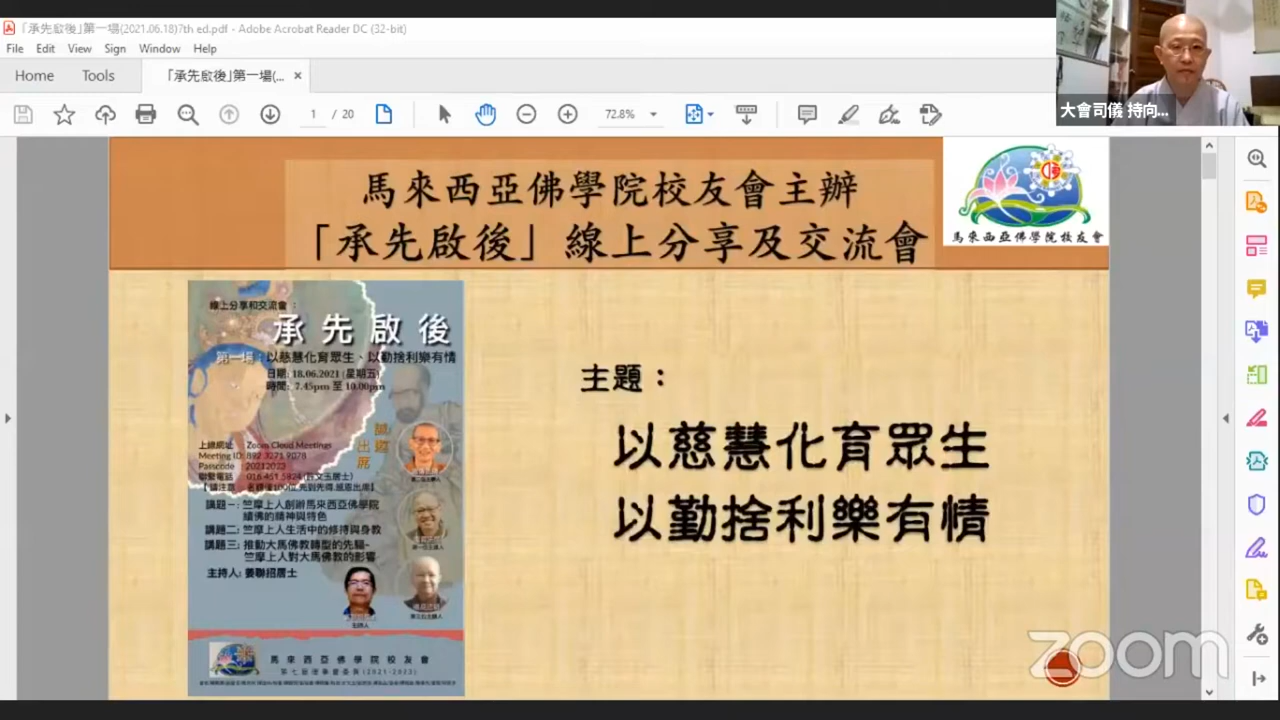 「承先啟後」第一場(2021.06.18)7th ed.pdf - Adobe Acrobat Reader DC (32-bit)
File Edit View Sign Window Help
Home Tools 「承先啟後」第一場(... ×
1 / 20 72.8%
大會司儀 持向...
馬來西亞佛學院校友會主辦
「承先啟後」線上分享及交流會
馬來西亞佛學院校友會
線上分享和交流會：
承先啟後
第一場：以慈慧化育眾生、以勤捨利樂有情
日期: 18.06.2021 (星期五)
時間: 7.45pm 至 10.00pm
上線網址 Zoom Cloud Meetings
Meeting ID: 892 3271 9078
Passcode : 20212023
講題一: 竺摩上人創辦馬來西亞佛學院
講題二: 竺摩上人生活中的修持與身教
講題三: 推動大馬佛教轉型的先驅~
竺摩上人對大馬佛教的影響
主持人: 姜聯招居士
馬來西亞佛學院校友會
主題：
以慈慧化育眾生
以勤捨利樂有情
zoom